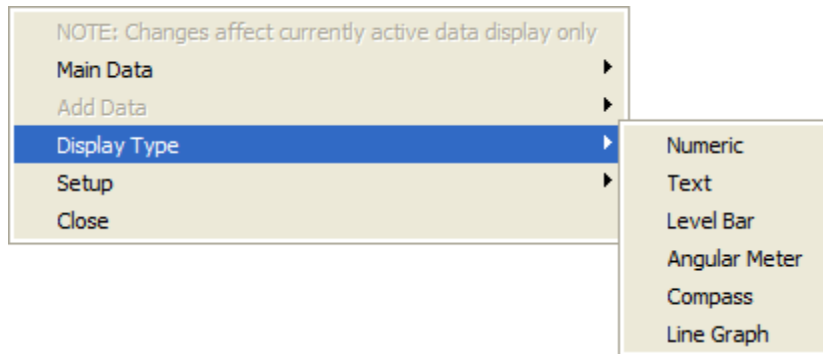 NOTE: Changes affect currently active data display only
Main Data
Add Data
Display Type
Setup
Close
Numeric
Text
Level Bar
Angular Meter
Compass
Line Graph